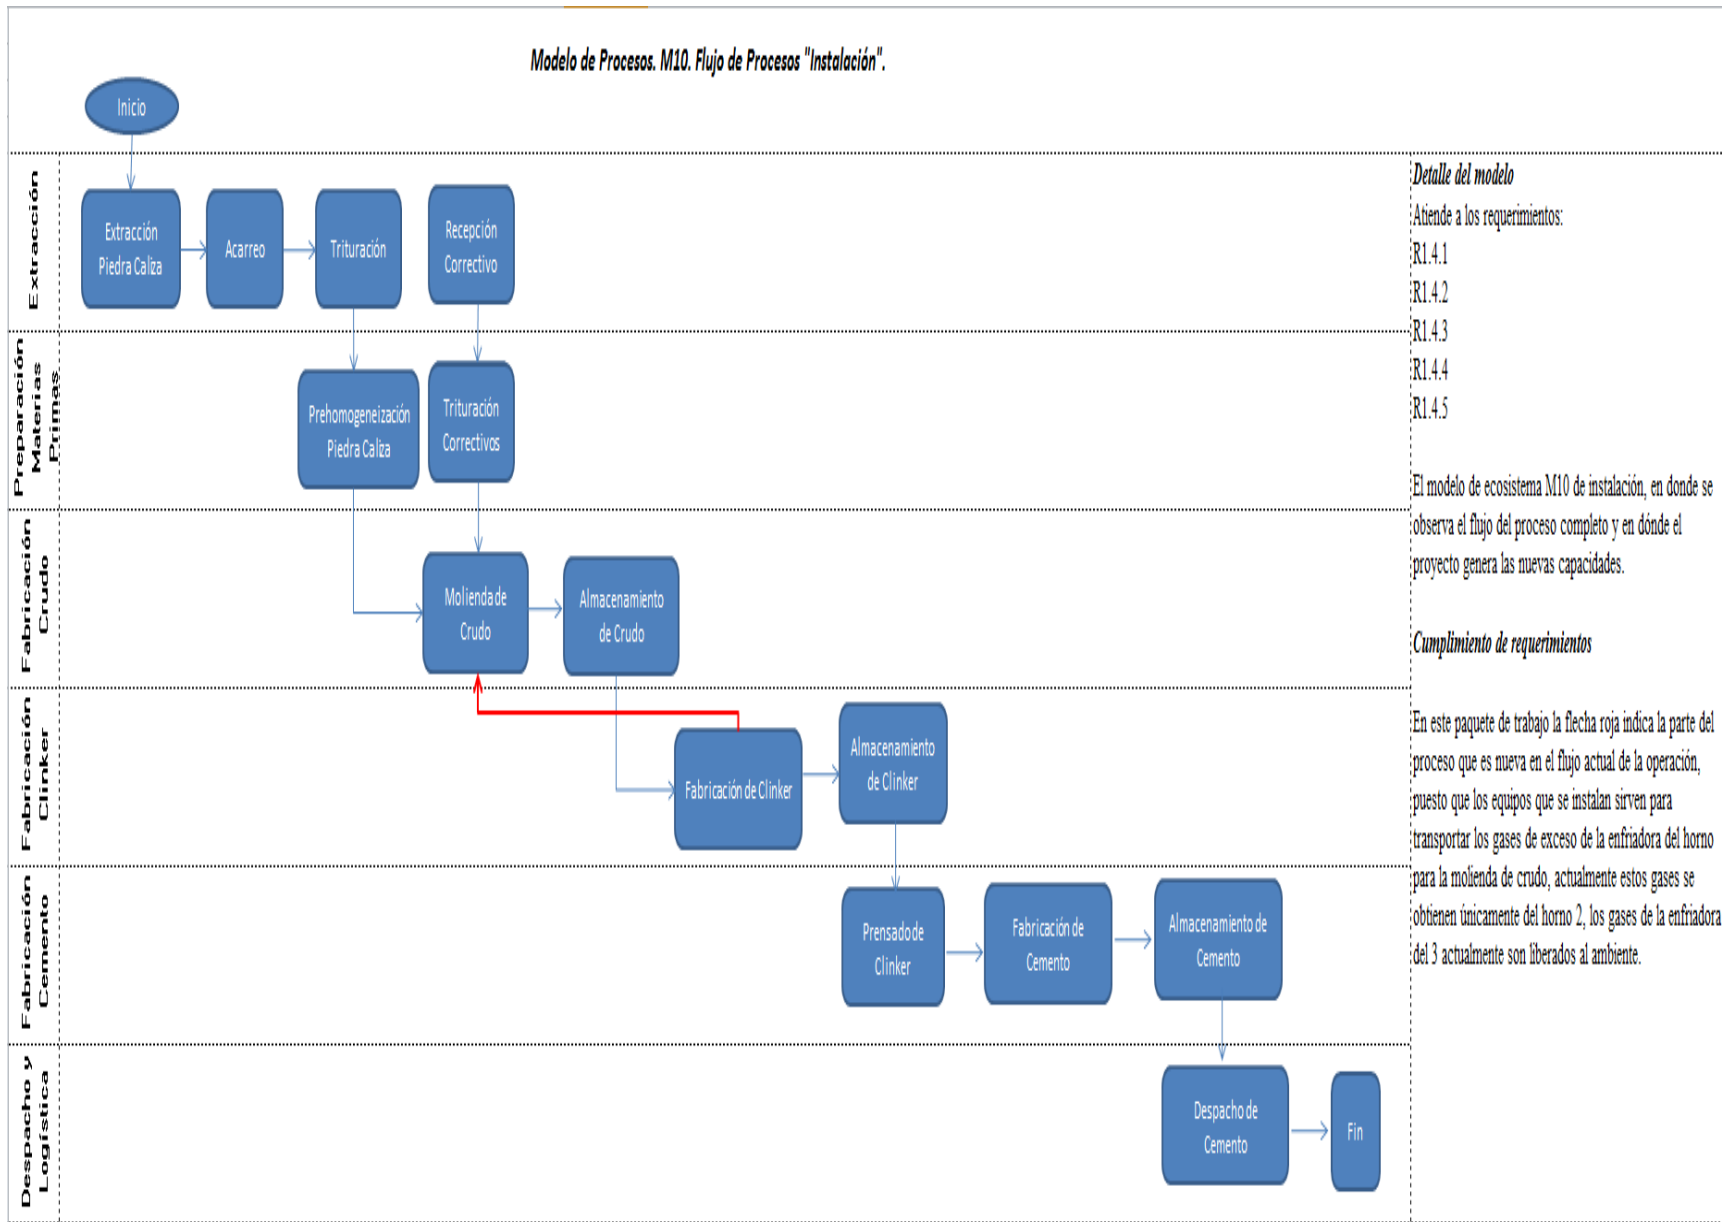 Modelo de Procesos. M10. Flujo de Procesos "Instalación".
Inicio
Extracción
Extracción
Piedra Caliza
Acarreo
Trituración
Recepción
Correctivo
Preparación
Materias
Primas
Prehomogeneización
Piedra Caliza
Trituración
Correctivos
Fabricación
Crudo
Molienda de
Crudo
Almacenamiento
de Crudo
Fabricación
Clinker
Fabricación de Clinker
Almacenamiento
de Clinker
Fabricación
Cemento
Prensado de
Clinker
Fabricación de
Cemento
Almacenamiento de
Cemento
Despacho y
Logística
Despacho de
Cemento
Fin
Detalle del modelo
Atiende a los requerimientos:
R1.4.1
R1.4.2
R1.4.3
R1.4.4
R1.4.5
El modelo de ecosistema M10 de instalación, en donde se
observa el flujo del proceso completo y en dónde el
proyecto genera las nuevas capacidades.
Cumplimiento de requerimientos
En este paquete de trabajo la flecha roja indica la parte del
proceso que es nueva en el flujo actual de la operación,
puesto que los equipos que se instalan sirven para
transportar los gases de exceso de la enfriadora del horno
para la molienda de crudo, actualmente estos gases se
obtienen únicamente del horno 2, los gases de la enfriadora
del 3 actualmente son liberados al ambiente.